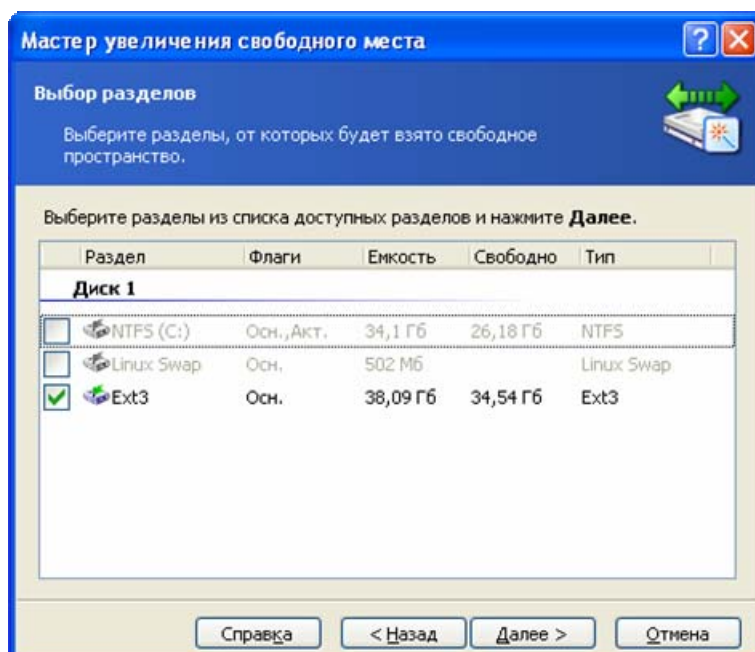 Мастер увеличения свободного места
Выбор разделов
Выберите разделы, от которых будет взято свободное
пространство.
Выберите разделы из списка доступных разделов и нажмите Далее.
Раздел Флаги Емкость Свободно Тип
Диск 1
NTFS (C:) Осн.,Акт. 34,1 Гб 26,18 Гб NTFS
Linux Swap Осн. 502 Мб Linux Swap
Ext3 Осн. 38,09 Гб 34,54 Гб Ext3
Справка < Назад Далее > Отмена